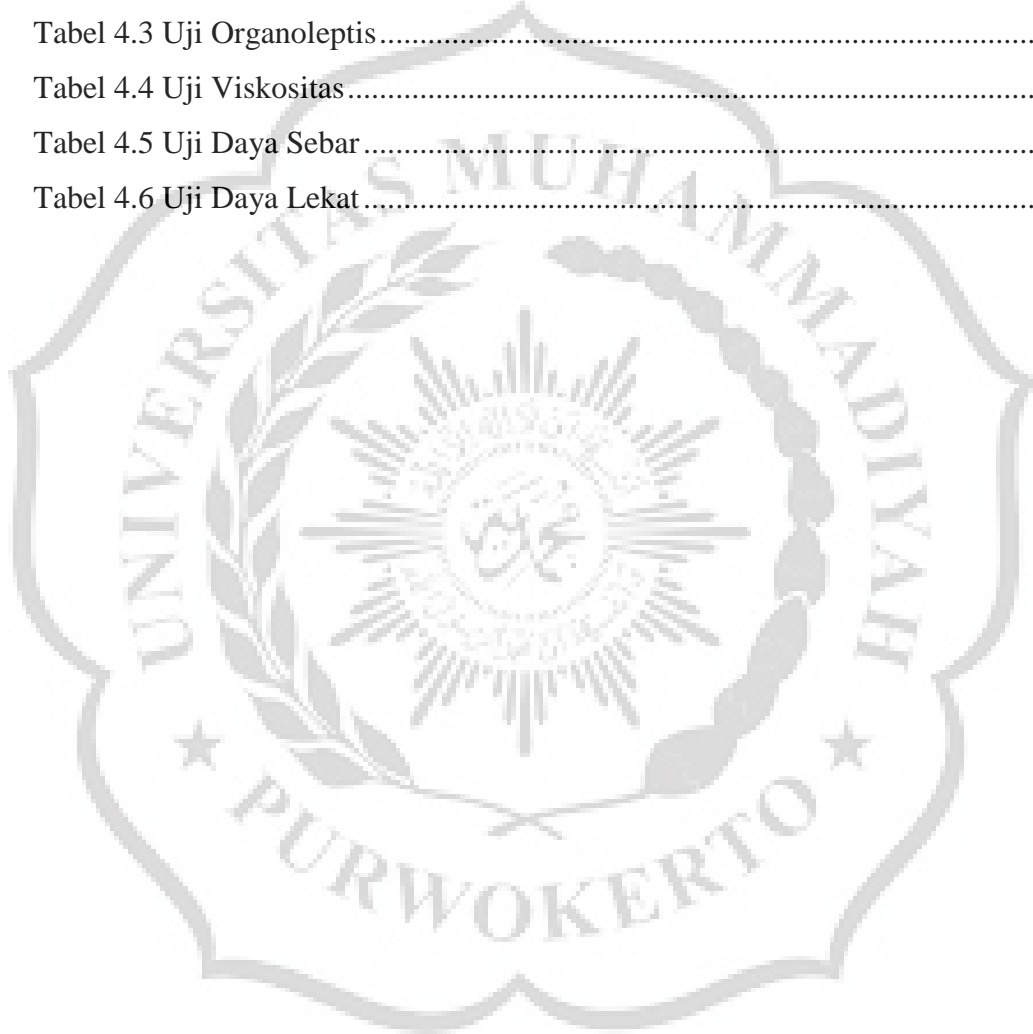 Tabel 4.3 Uji Organoleptis....................................................................................
Tabel 4.4 Uji Viskositas........................................................................................
Tabel 4.5 Uji Daya Sebar......................................................................................
Tabel 4.6 Uji Daya Lekat......................................................................................
UNIVERSITAS MUHAMMADIYAH
PURWOKERTO